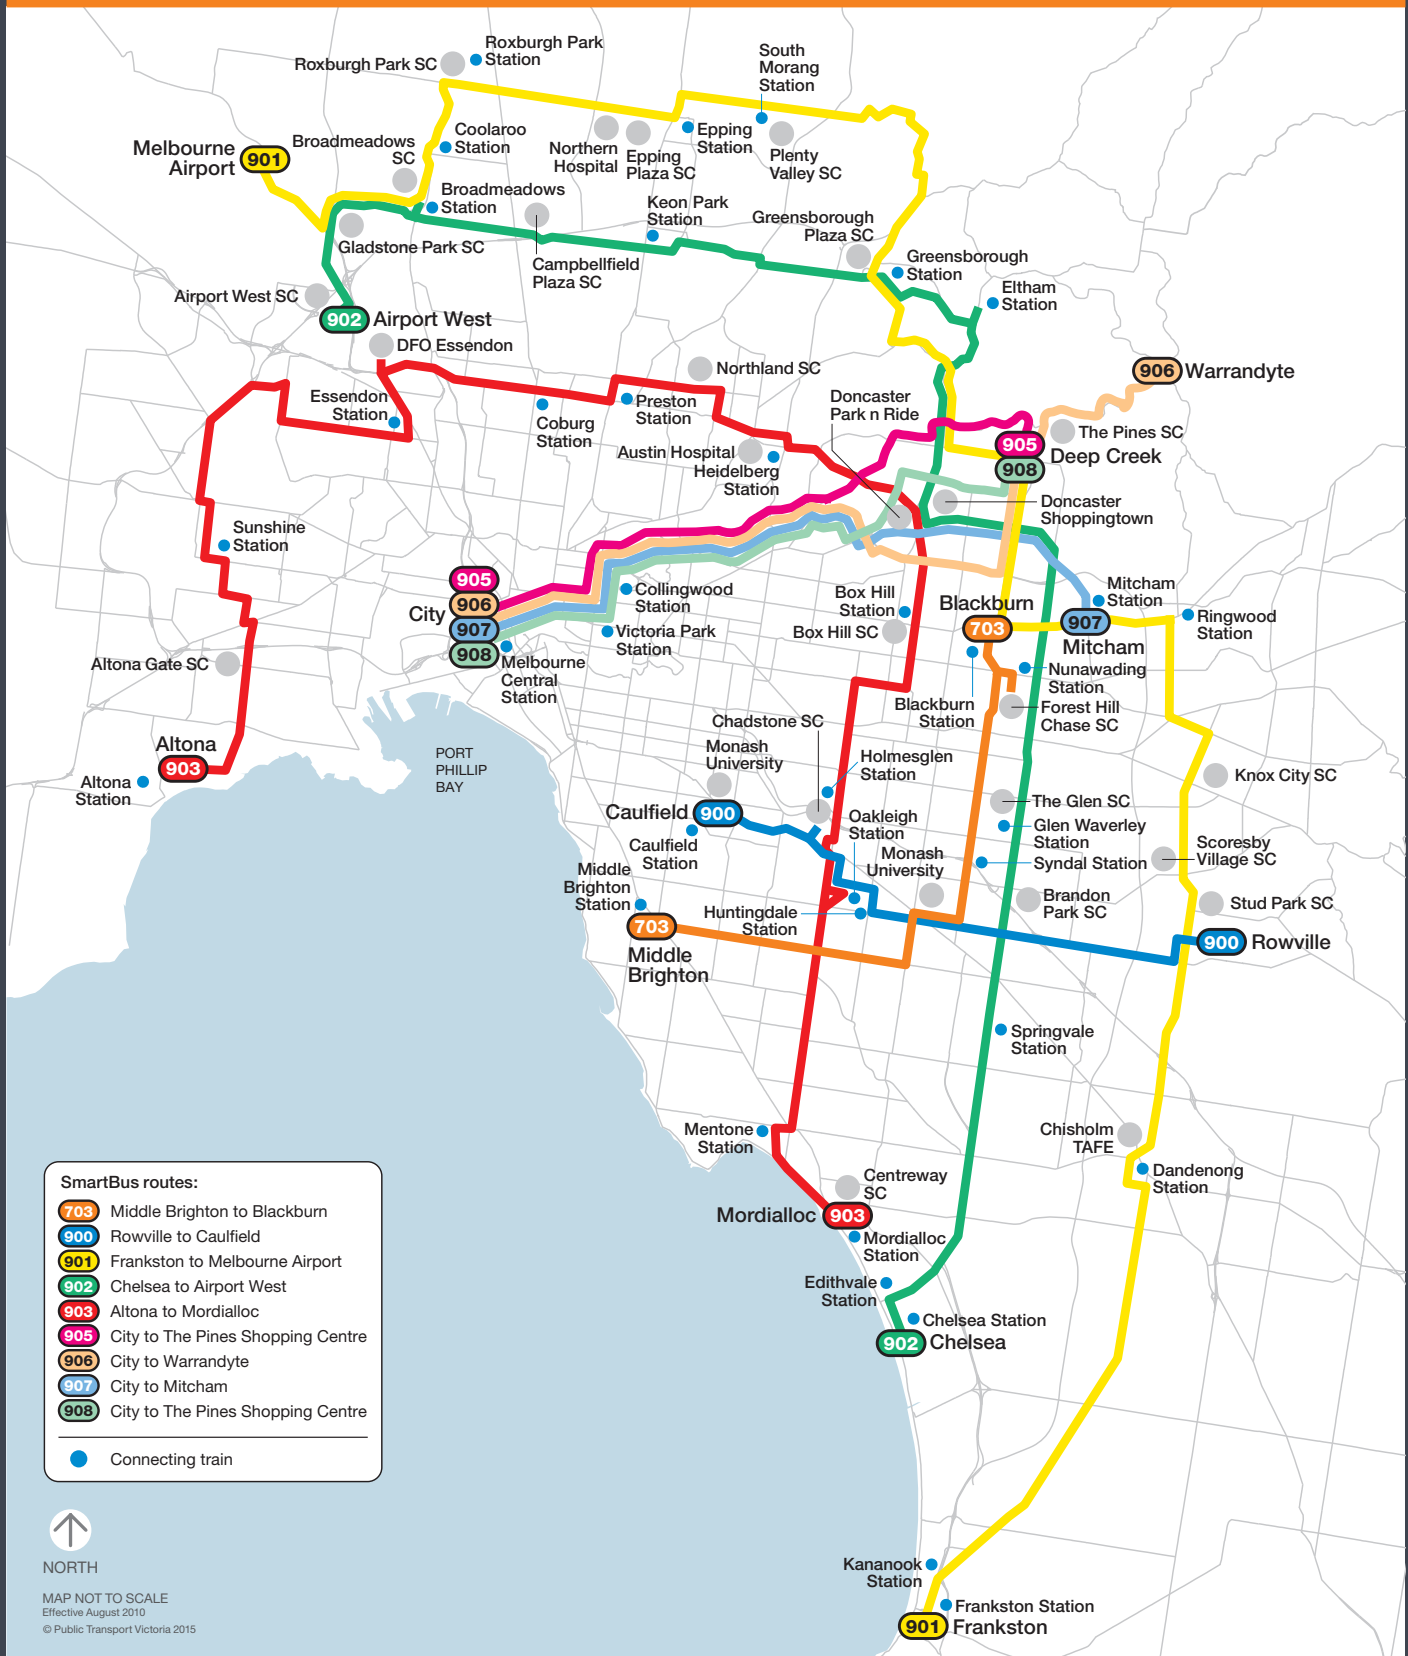 Roxburgh Park SC
Roxburgh Park
Station
South
Morang
Station
Melbourne
Airport
901
Broadmeadows
SC
Coolaroo
Station
Northern
Hospital
Epping
Plaza SC
Epping
Station
Plenty
Valley SC
Broadmeadows
Station
Keon Park
Station
Greensborough
Plaza SC
Gladstone Park SC
Campbellfield
Plaza SC
Greensborough
Station
Eltham
Station
Airport West SC
902
Airport West
DFO Essendon
Northland SC
906
Warrandyte
Essendon
Station
Coburg
Station
Preston
Station
Doncaster
Park n Ride
The Pines SC
905
908
Deep Creek
Austin Hospital
Heidelberg
Station
Doncaster
Shoppingtown
Sunshine
Station
905
906
907
908
City
Collingwood
Station
Victoria Park
Station
Melbourne
Central
Station
Box Hill
Station
Box Hill SC
Blackburn
703
Mitcham
Station
907
Mitcham
Ringwood
Station
Nunawading
Station
Blackburn
Station
Forest Hill
Chase SC
Altona Gate SC
Altona
903
Altona
Station
PORT
PHILLIP
BAY
Chadstone SC
Monash
University
Holmesglen
Station
Knox City SC
Caulfield
900
Caulfield
Station
Oakleigh
Station
The Glen SC
Glen Waverley
Station
Syndal Station
Scoresby
Village SC
Monash
University
Middle
Brighton
Station
Huntingdale
Station
Brandon
Park SC
Stud Park SC
703
Middle
Brighton
900
Rowville
Springvale
Station
Mentone
Station
Chisholm
TAFE
Dandenong
Station
Centreway
SC
Mordialloc
903
Mordialloc
Station
Edithvale
Station
Chelsea Station
902
Chelsea
Kananook
Station
Frankston Station
901
Frankston
SmartBus routes:
703 Middle Brighton to Blackburn
900 Rowville to Caulfield
901 Frankston to Melbourne Airport
902 Chelsea to Airport West
903 Altona to Mordialloc
905 City to The Pines Shopping Centre
906 City to Warrandyte
907 City to Mitcham
908 City to The Pines Shopping Centre
Connecting train
NORTH
MAP NOT TO SCALE
Effective August 2010
© Public Transport Victoria 2015